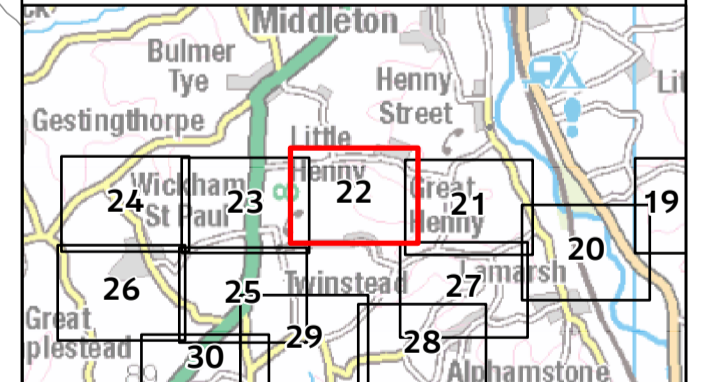 Middleton
Bulmer
Tye
Henny
Street
Gestingthorpe
Little
Henny
Wickham
St Paul
24
23
22
Great
Henny
21
19
20
26
25
Twinstead
27
Lamarsh
Great
29
28
30
89
Alphamstone